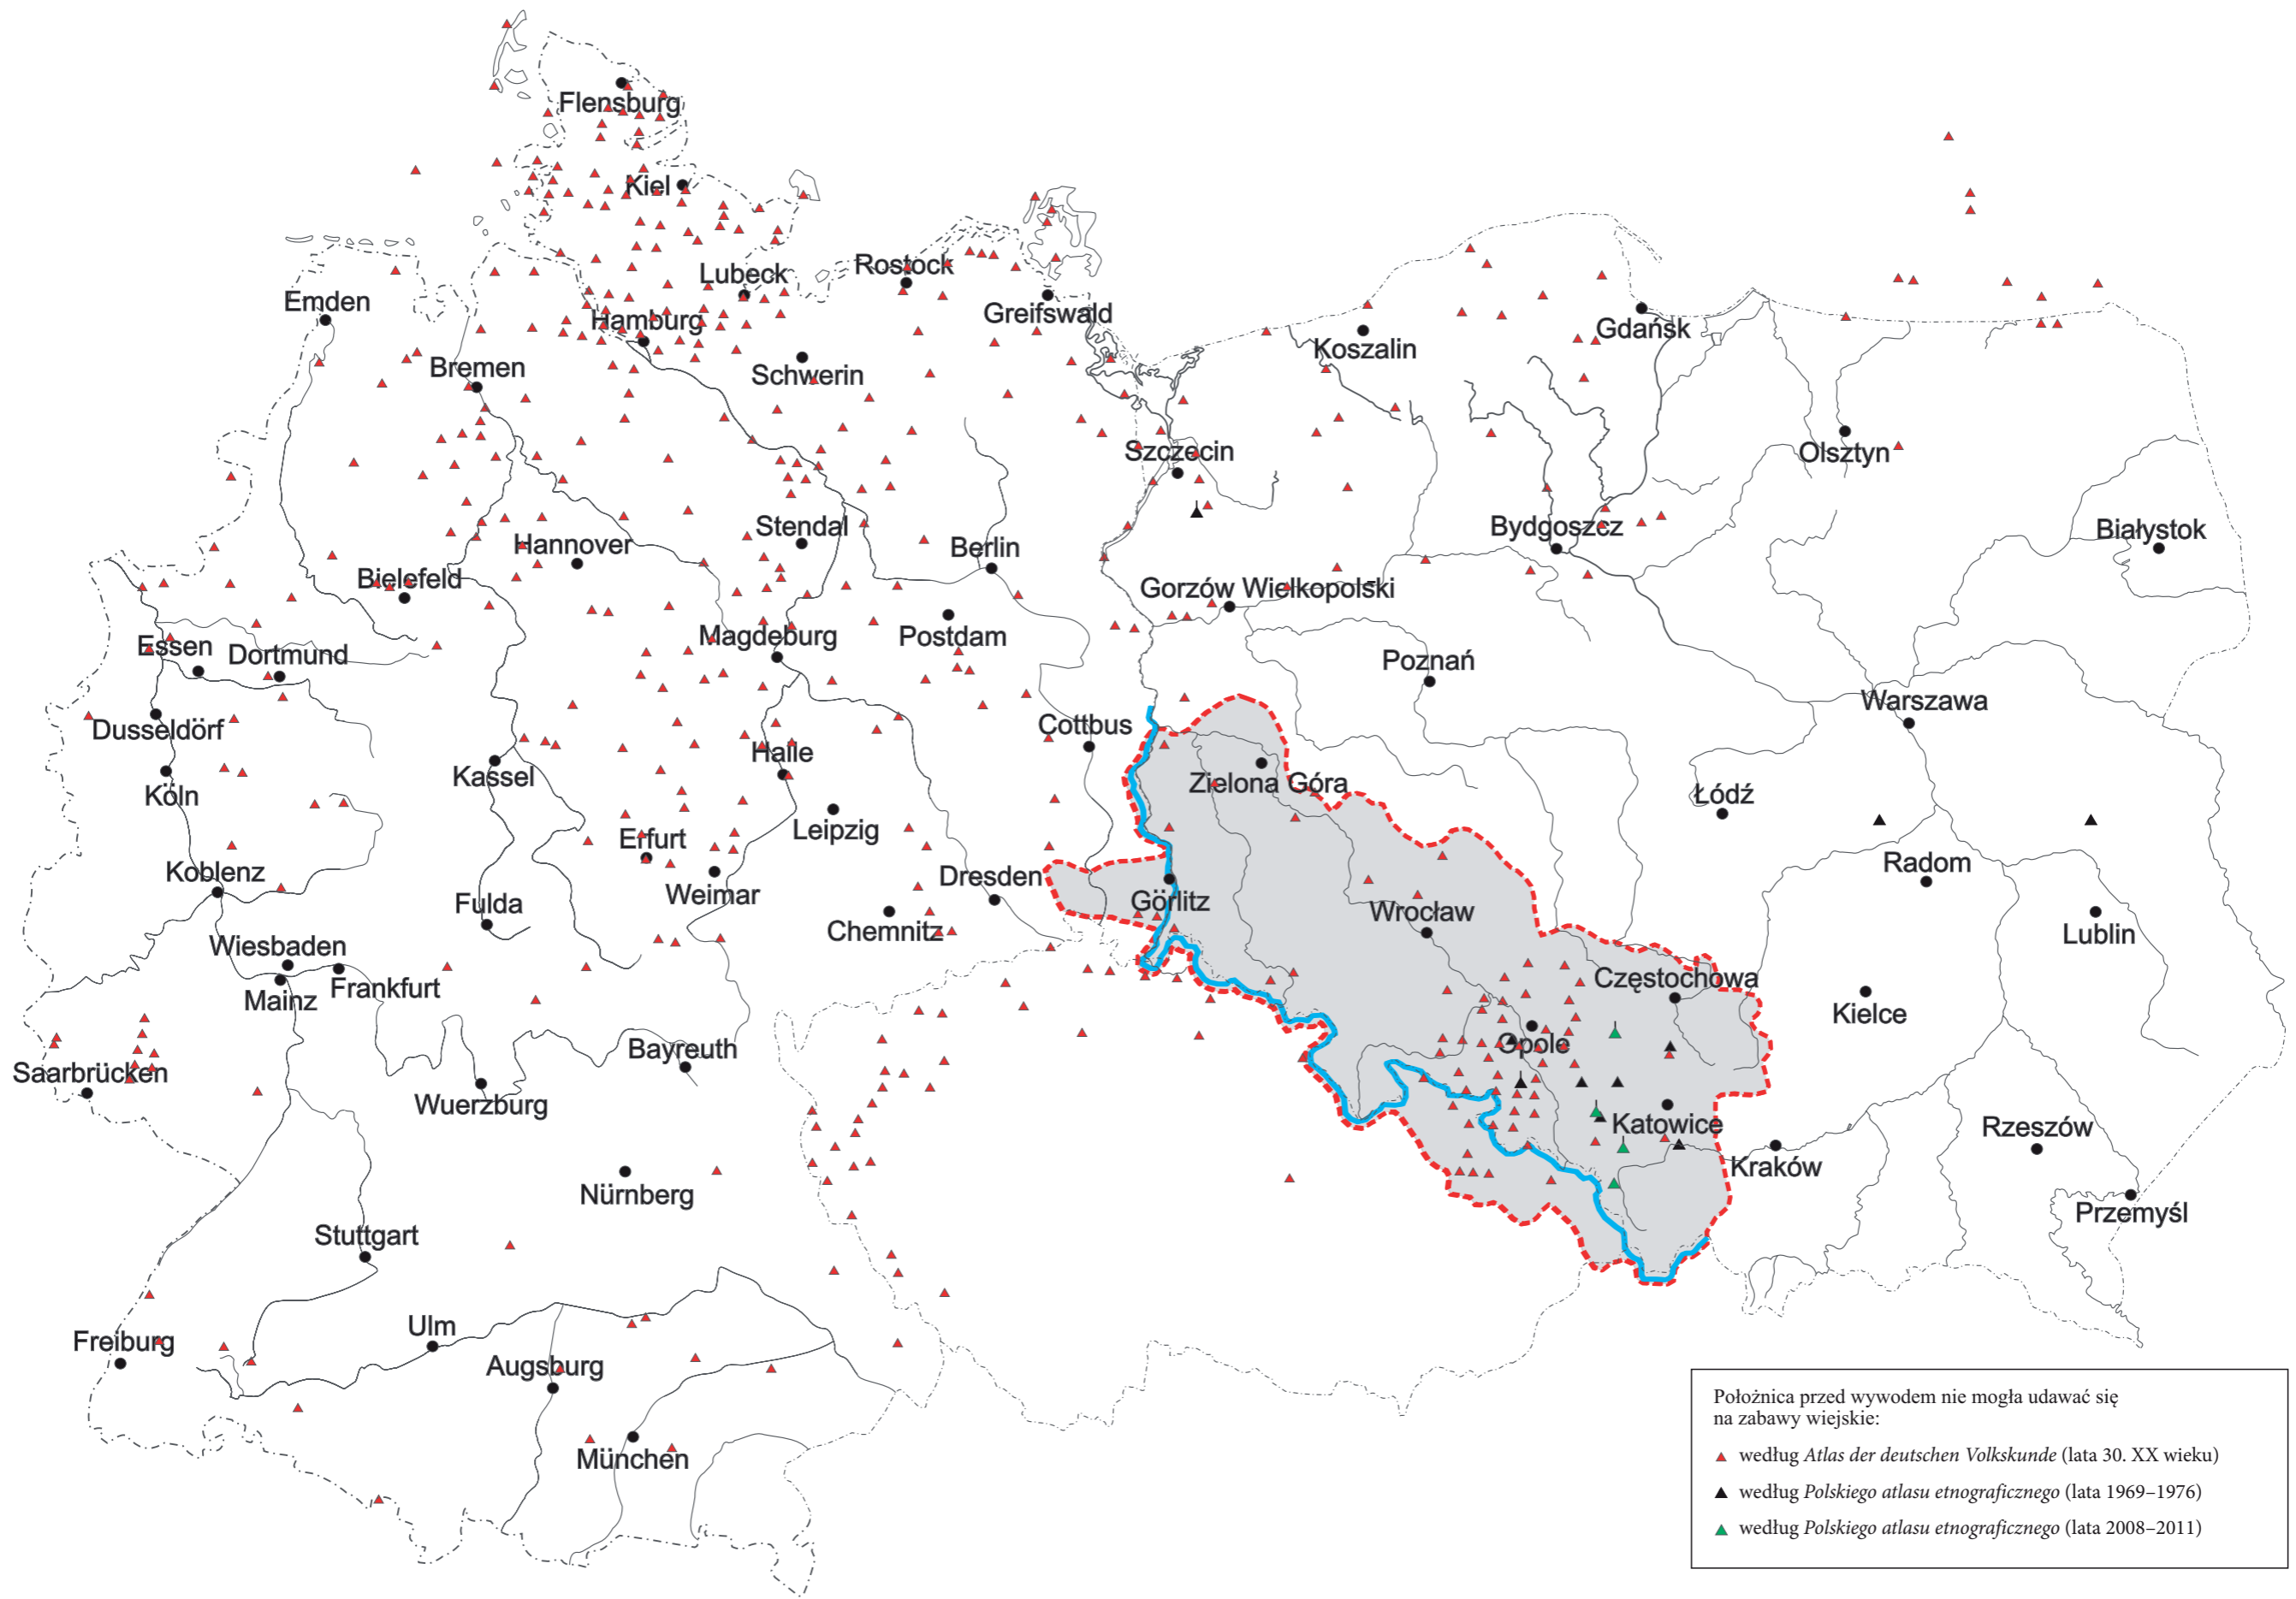 Flensburg
Kiel
Lubeck
Rostock
Emden
Greifswald
Hamburg
Gdańsk
Koszalin
Schwerin
Bremen
Szczecin
Olsztyn
Stendal
Bydgoszcz
Białystok
Hannover
Berlin
Bielefeld
Gorzów Wielkopolski
Magdeburg
Postdam
Essen
Dortmund
Poznań
Warszawa
Dusseldörf
Cottbus
Halle
Kassel
Zielona Góra
Köln
Łódź
Leipzig
Erfurt
Radom
Koblenz
Dresden
Weimar
Görlitz
Fulda
Wrocław
Chemnitz
Lublin
Wiesbaden
Frankfurt
Częstochowa
Mainz
Kielce
Opole
Bayreuth
Saarbrücken
Wuerzburg
Katowice
Rzeszów
Kraków
Nürnberg
Przemyśl
Stuttgart
Ulm
Freiburg
Augsburg
München
Położnica przed wywodem nie mogła udawać się
na zabawy wiejskie:
według Atlas der deutschen Volkskunde (lata 30. XX wieku)
według Polskiego atlasu etnograficznego (lata 1969–1976)
według Polskiego atlasu etnograficznego (lata 2008–2011)